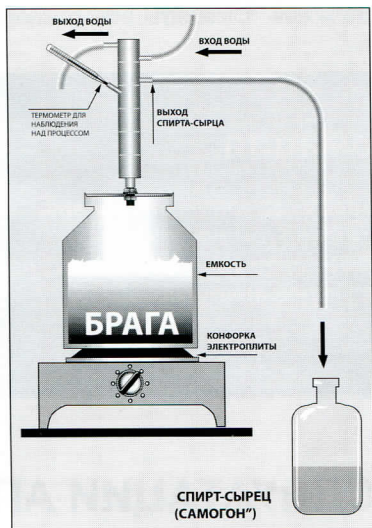 ВЫХОД ВОДЫ
ВХОД ВОДЫ
ТЕРМОМЕТР ДЛЯ
НАБЛЮДЕНИЯ
НАД ПРОЦЕССОМ
ВЫХОД
СПИРТА-СЫРЦА
ЕМКОСТЬ
БРАГА
КОНФОРКА
ЭЛЕКТРОПЛИТЫ
СПИРТ-СЫРЕЦ
(САМОГОН")